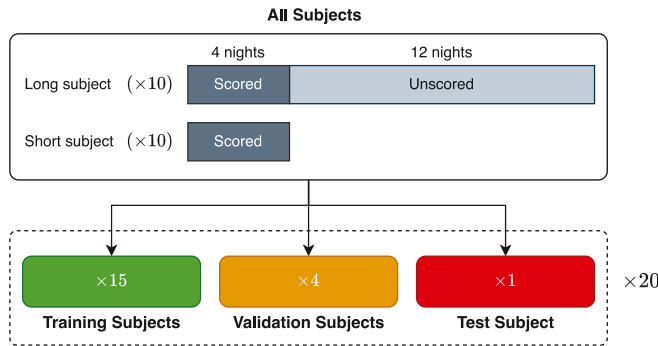 All Subjects
4 nights 12 nights
Long subject (×10) Scored Unscored
Short subject (×10) Scored
×15 ×4 ×1 ×20
Training Subjects Validation Subjects Test Subject